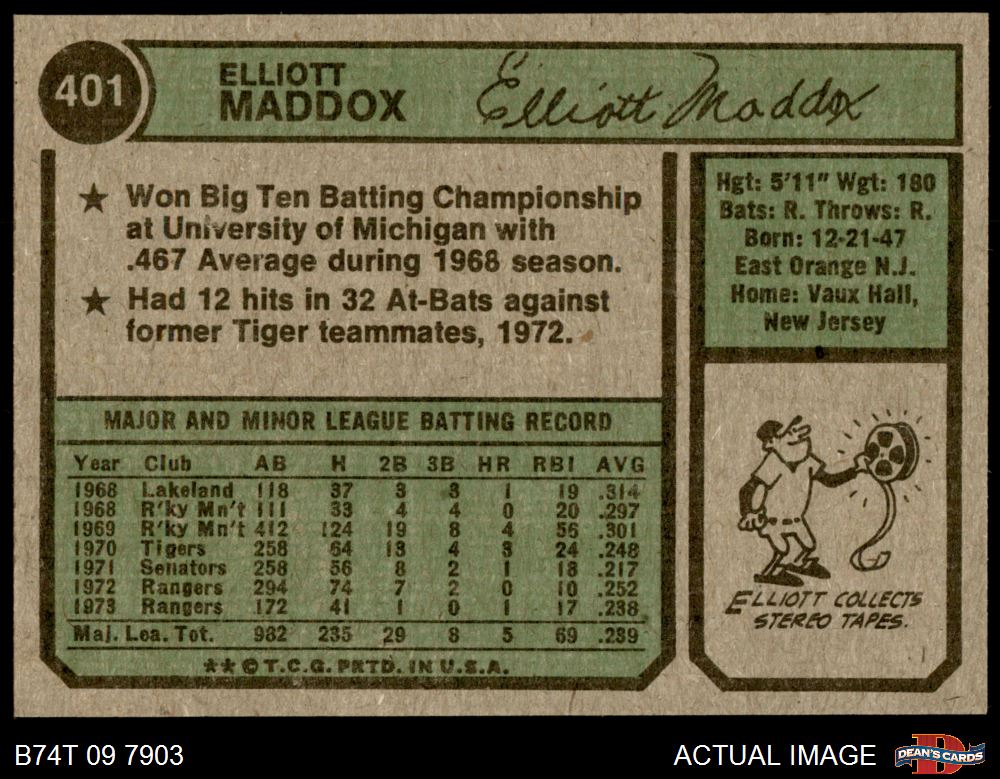 401
ELLIOTT
MADDOX
Elliott Maddox
★ Won Big Ten Batting Championship
at University of Michigan with
.467 Average during 1968 season.
★ Had 12 hits in 32 At-Bats against
former Tiger teammates, 1972.
Hgt: 5'11" Wgt: 180
Bats: R. Throws: R.
Born: 12-21-47
East Orange N.J.
Home: Vaux Hall,
New Jersey
MAJOR AND MINOR LEAGUE BATTING RECORD
Year Club AB H 2B 3B HR RBI AVG
1968 Lakeland 118 37 3 3 1 19 .314
1968 R'ky Mn't 111 33 4 4 0 20 .297
1969 R'ky Mn't 412 124 19 8 4 56 .301
1970 Tigers 258 64 13 4 3 24 .248
1971 Senators 258 56 8 2 1 18 .217
1972 Rangers 294 74 7 2 0 10 .252
1973 Rangers 172 41 1 0 1 17 .238
Maj. Lea. Tot. 982 235 29 8 5 69 .239
★★ © T.C.G. PRTD. IN U.S.A.
ELLIOTT COLLECTS
STEREO TAPES.
B74T 09 7903
ACTUAL IMAGE
D
DEAN'S CARDS